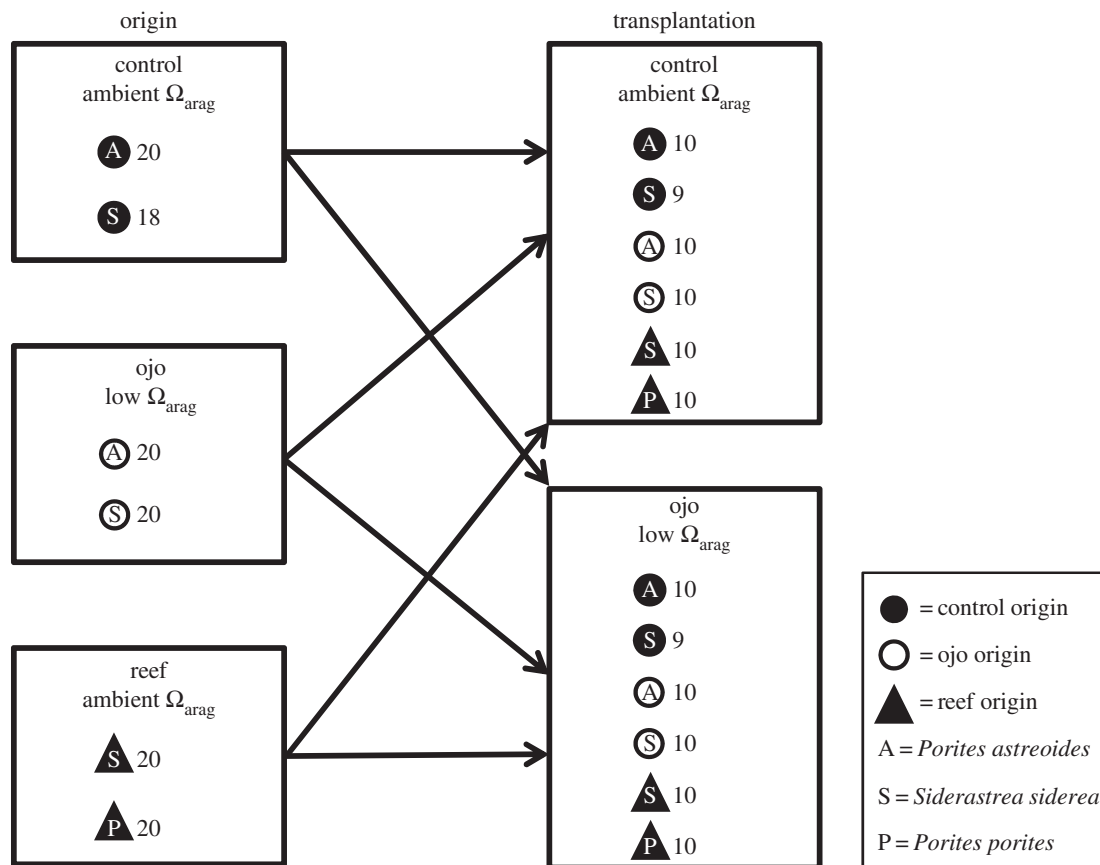 origin
control
ambient Ωarag
A 20
S 18
ojo
low Ωarag
A 20
S 20
reef
ambient Ωarag
S 20
P 20
transplantation
control
ambient Ωarag
A 10
S 9
A 10
S 10
S 10
P 10
ojo
low Ωarag
A 10
S 9
A 10
S 10
S 10
P 10
= control origin
= ojo origin
= reef origin
A = Porites astreoides
S = Siderastrea siderea
P = Porites porites